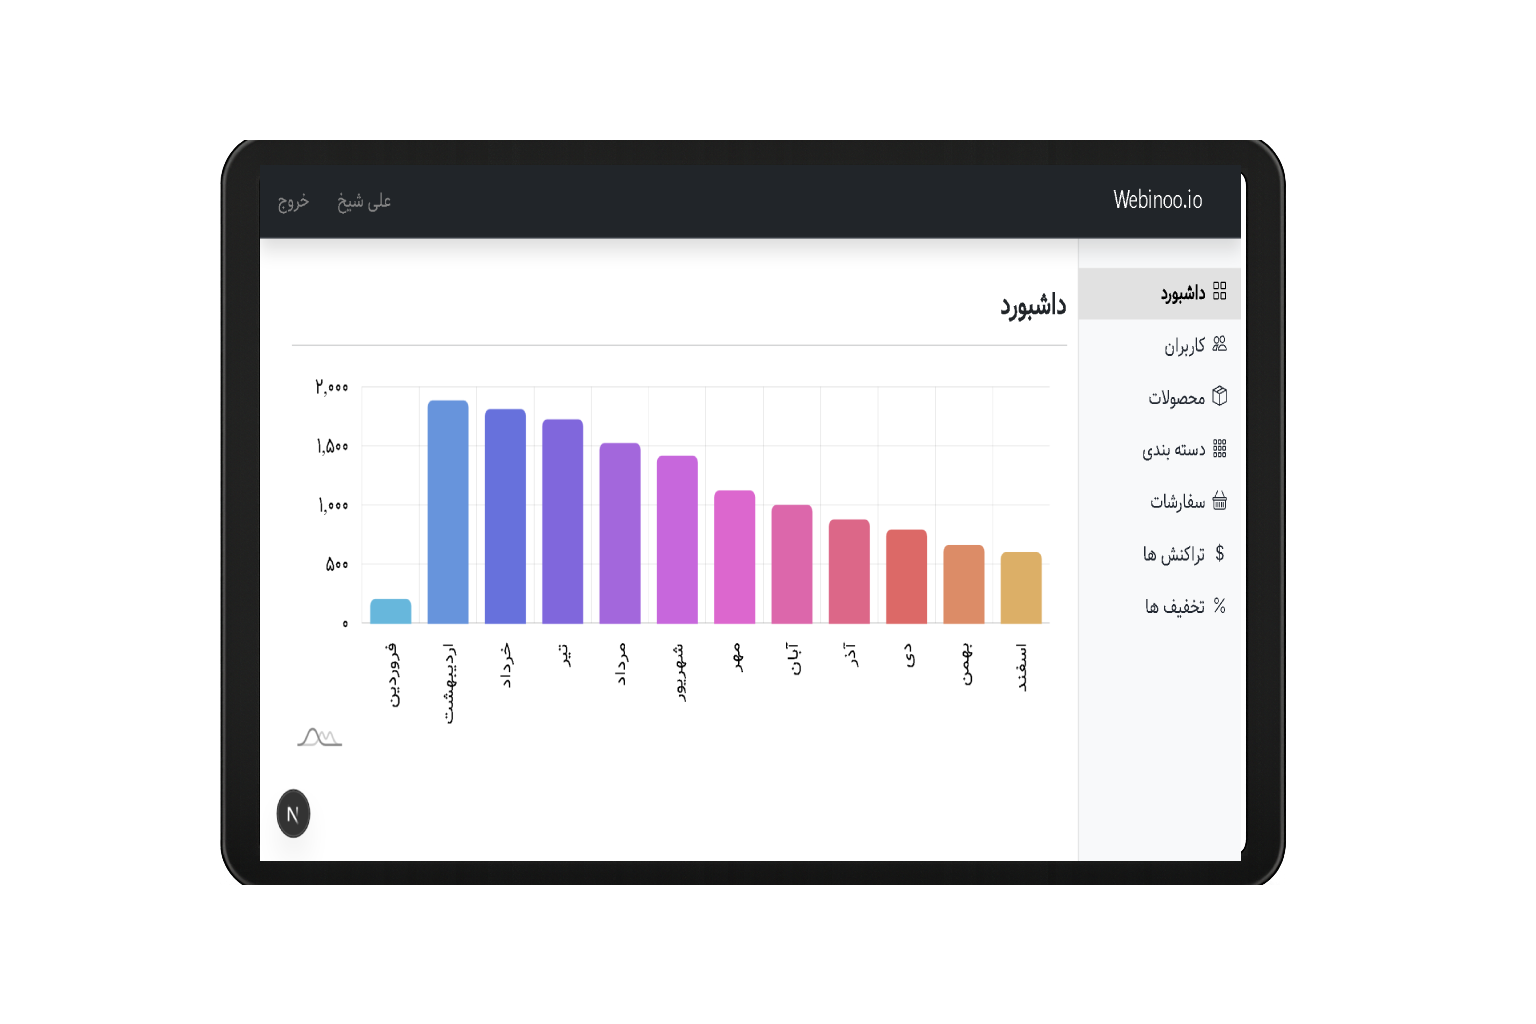 Webinoo.io
علی شیخ
خروج
داشبورد
کاربران
محصولات
دسته بندی
سفارشات
$ تراکنش ها
% تخفیف ها
داشبورد
۲,۰۰۰
۱,۵۰۰
۱,۰۰۰
۵۰۰
۰
فروردین
اردیبهشت
خرداد
تیر
مرداد
شهریور
مهر
آبان
آذر
دی
بهمن
اسفند
N